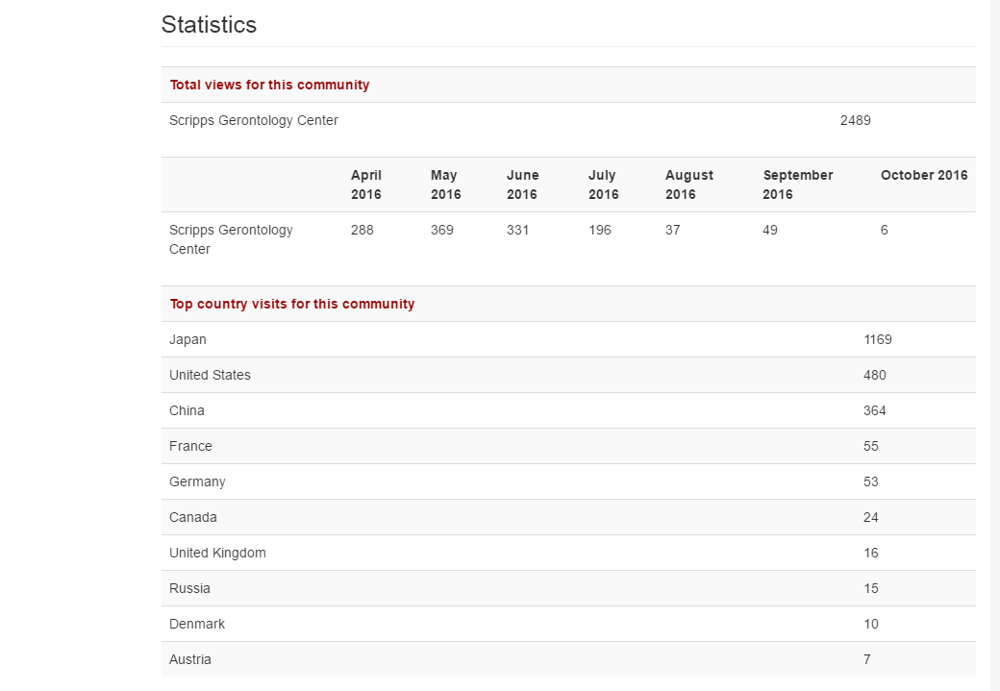 Statistics
Total views for this community
Scripps Gerontology Center 2489
April 2016 May 2016 June 2016 July 2016 August 2016 September 2016 October 2016
Scripps Gerontology Center 288 369 331 196 37 49 6
Top country visits for this community
Japan 1169
United States 480
China 364
France 55
Germany 53
Canada 24
United Kingdom 16
Russia 15
Denmark 10
Austria 7